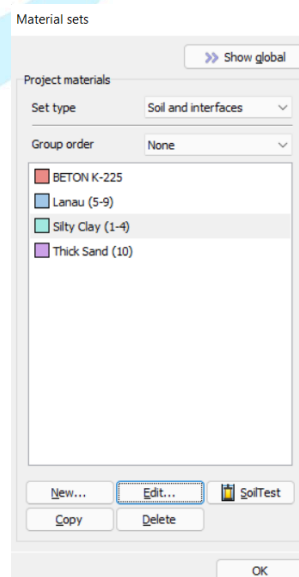 Material sets
Show global
Project materials
Set type Soil and interfaces
Group order None
BETON K-225
Lanau (5-9)
Silty Clay (1-4)
Thick Sand (10)
New... Edit... SoilTest
Copy Delete
OK